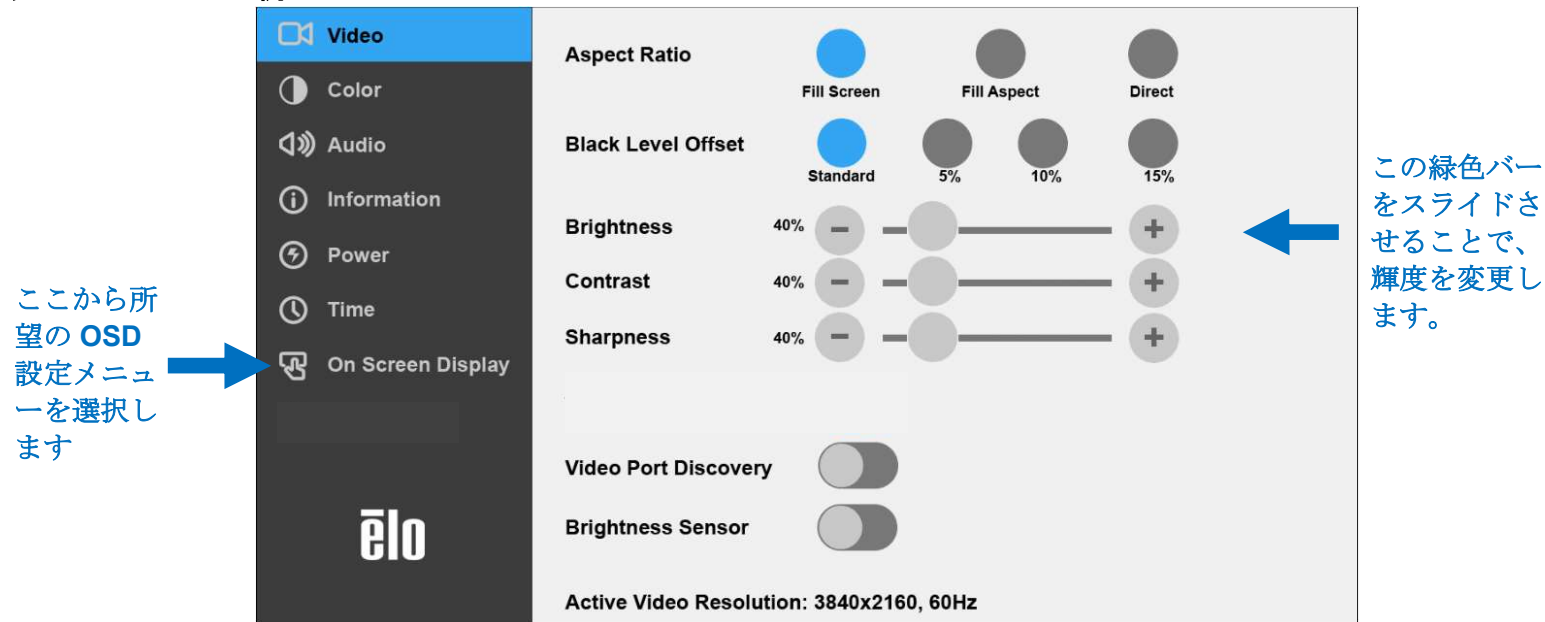 Video
Color
Audio
Information
Power
Time
On Screen Display
ēlo
Aspect Ratio
Fill Screen Fill Aspect Direct
Black Level Offset
Standard 5% 10% 15%
Brightness 40% − +
Contrast 40% − +
Sharpness 40% − +
Video Port Discovery
Brightness Sensor
Active Video Resolution: 3840x2160, 60Hz
ここから所
望の OSD
設定メニュ
ーを選択し
ます
この緑色バー
をスライドさ
せることで、
輝度を変更し
ます。